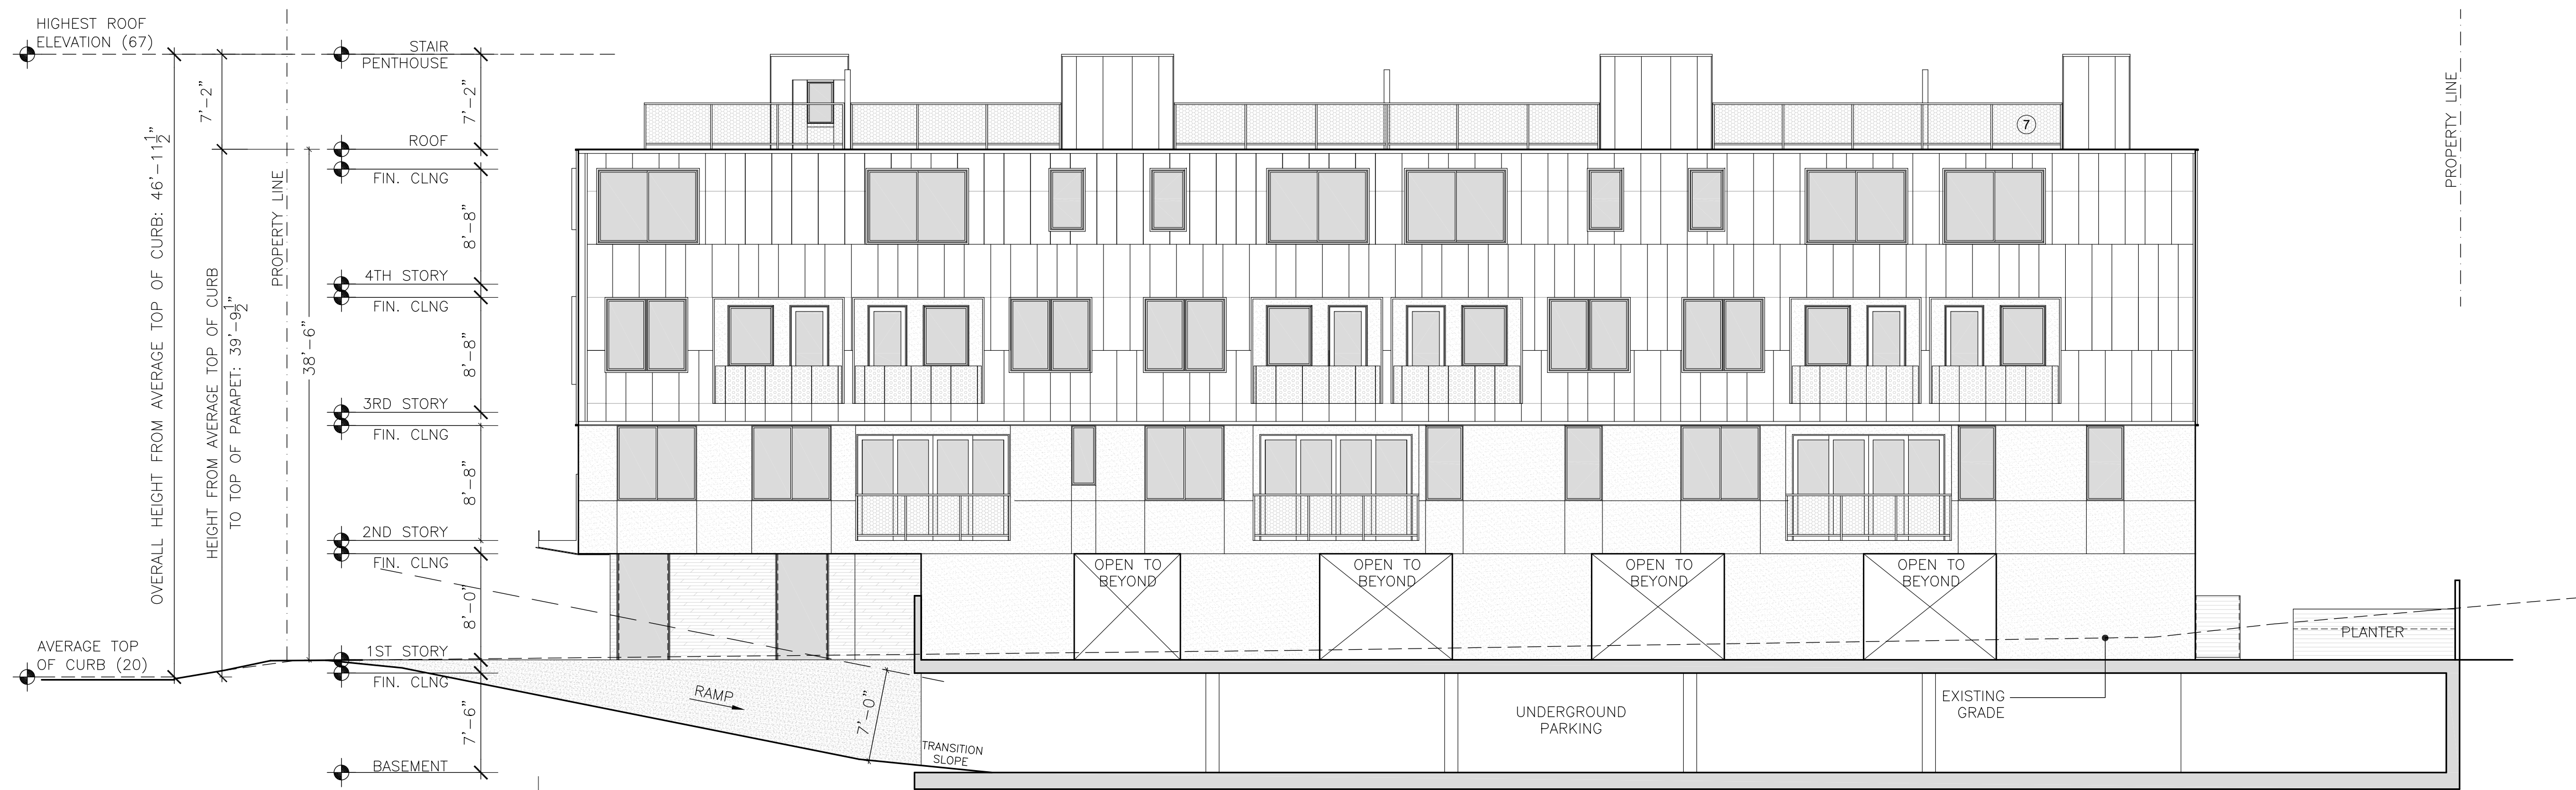 HIGHEST ROOF
ELEVATION (67)
STAIR
PENTHOUSE
7'-2"
7'-2"
ROOF
FIN. CLNG
8'-8"
4TH STORY
FIN. CLNG
8'-8"
3RD STORY
FIN. CLNG
8'-8"
2ND STORY
FIN. CLNG
8'-0"
1ST STORY
FIN. CLNG
7'-6"
BASEMENT
OVERALL HEIGHT FROM AVERAGE TOP OF CURB: 46'-11 1/2"
HEIGHT FROM AVERAGE TOP OF CURB
TO TOP OF PARAPET: 39'-9 1/2"
PROPERTY LINE
38'-6"
AVERAGE TOP
OF CURB (20)
7
PROPERTY LINE
OPEN TO
BEYOND
OPEN TO
BEYOND
OPEN TO
BEYOND
OPEN TO
BEYOND
PLANTER
RAMP
7'-0"
TRANSITION
SLOPE
UNDERGROUND
PARKING
EXISTING
GRADE